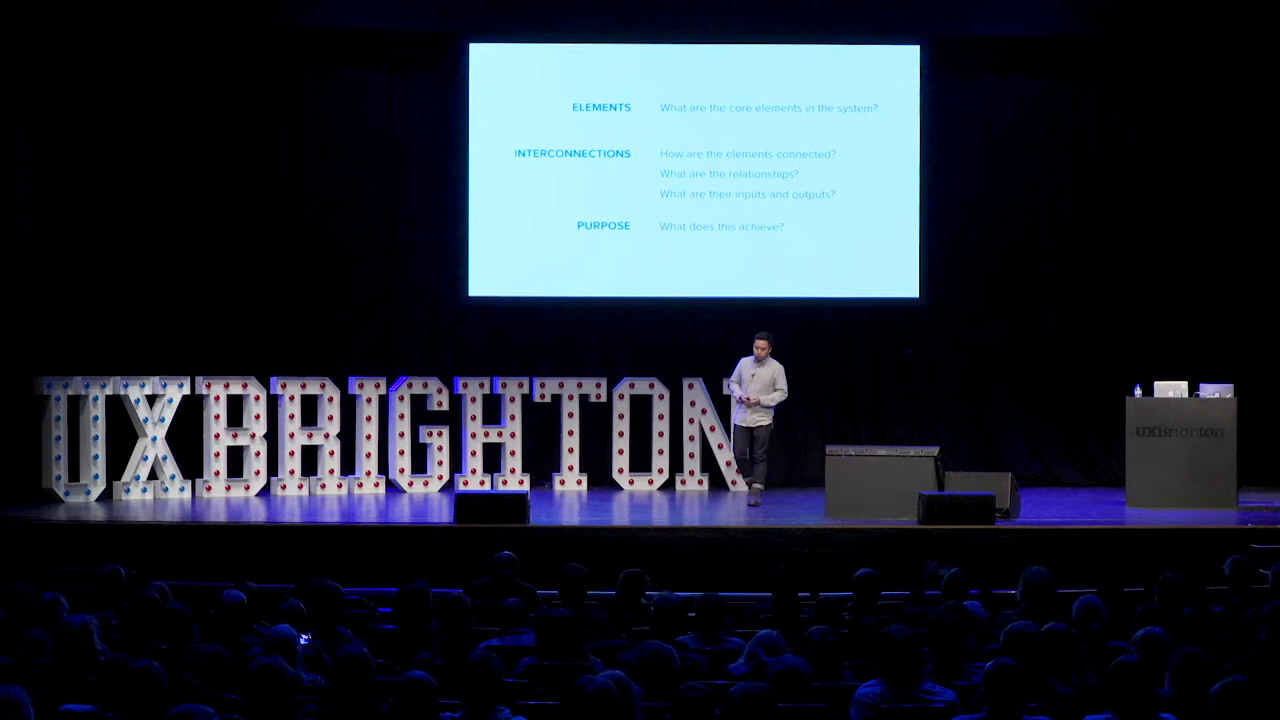 ELEMENTS What are the core elements in the system?
INTERCONNECTIONS How are the elements connected?
What are the relationships?
What are their inputs and outputs?
PURPOSE What does this achieve?
UXBRIGHTON
UXBrighton